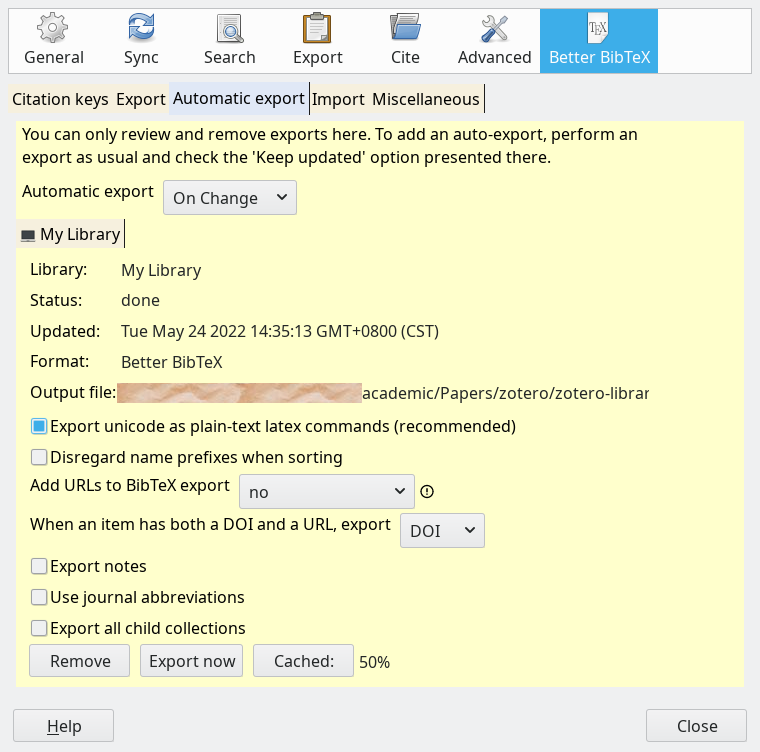 General Sync Search Export Cite Advanced Better BibTeX
Citation keys Export Automatic export Import Miscellaneous
You can only review and remove exports here. To add an auto-export, perform an
export as usual and check the 'Keep updated' option presented there.
Automatic export On Change
My Library
Library: My Library
Status: done
Updated: Tue May 24 2022 14:35:13 GMT+0800 (CST)
Format: Better BibTeX
Output file: academic/Papers/zotero/zotero-librar
Export unicode as plain-text latex commands (recommended)
Disregard name prefixes when sorting
Add URLs to BibTeX export no
When an item has both a DOI and a URL, export DOI
Export notes
Use journal abbreviations
Export all child collections
Remove Export now Cached: 50%
Help Close